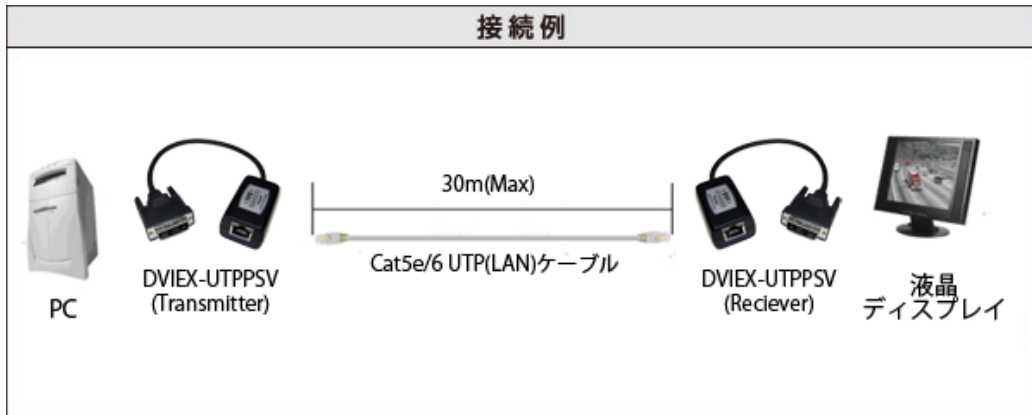 接続例
30m(Max)
Cat5e/6 UTP(LAN)ケーブル
PC
DVIEX-UTPPSV
(Transmitter)
DVIEX-UTPPSV
(Reciever)
液晶
ディスプレイ